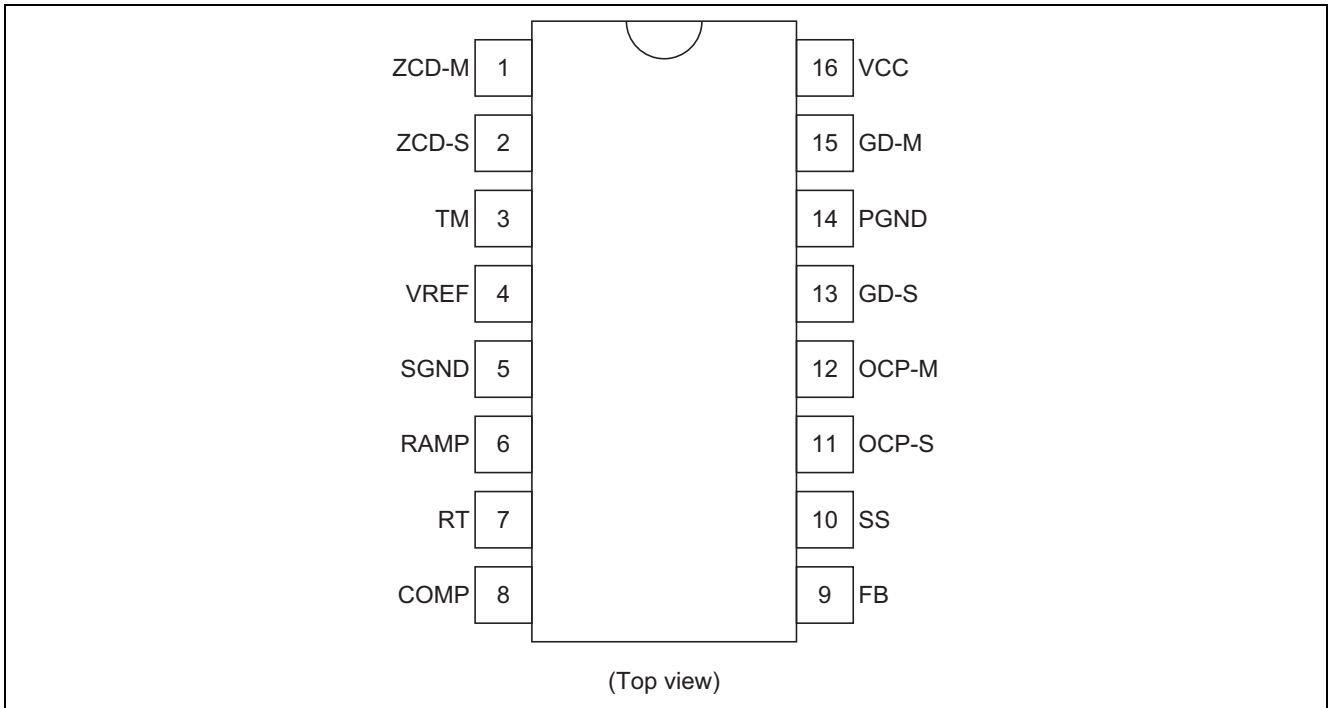 ZCD-M 1 16 VCC
ZCD-S 2 15 GD-M
TM 3 14 PGND
VREF 4 13 GD-S
SGND 5 12 OCP-M
RAMP 6 11 OCP-S
RT 7 10 SS
COMP 8 9 FB
(Top view)